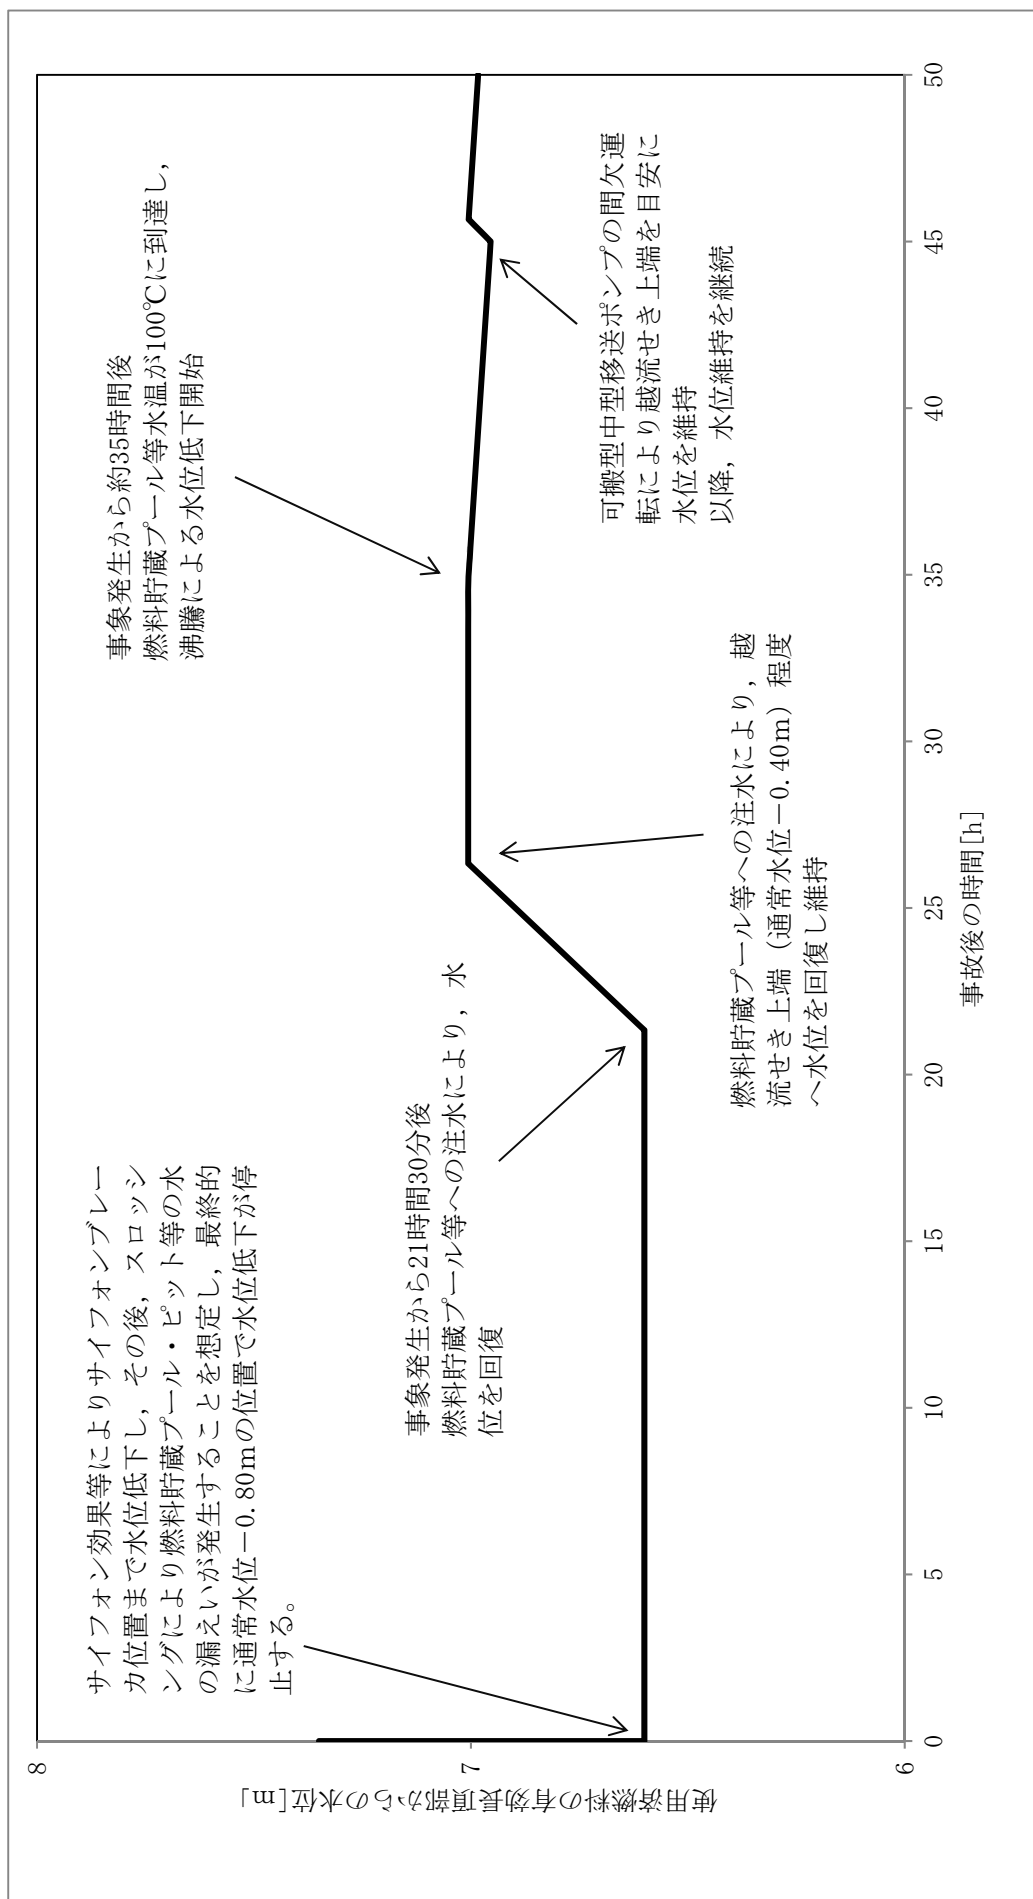 サイフォン効果等によりサイフォンブレー
カ位置まで水位低下し，その後，スロッシ
ングにより燃料貯蔵プール・ピット等の水
の漏えいが発生することを想定し，最終的
に通常水位－0.80mの位置で水位低下が停
止する。
事象発生から約35時間後
燃料貯蔵プール等水温が100℃に到達し，
沸騰による水位低下開始
事象発生から21時間30分後
燃料貯蔵プール等への注水により，水
位を回復
可搬型中型移送ポンプの間欠運
転により越流せき上端を目安に
水位を維持
以降，水位維持を継続
燃料貯蔵プール等への注水により，越
流せき上端（通常水位－0.40m）程度
へ水位を回復し維持
使用済燃料の有効長頂部からの水位[m]
8
7
6
0
5
10
15
20
25
30
35
40
45
50
事故後の時間[h]